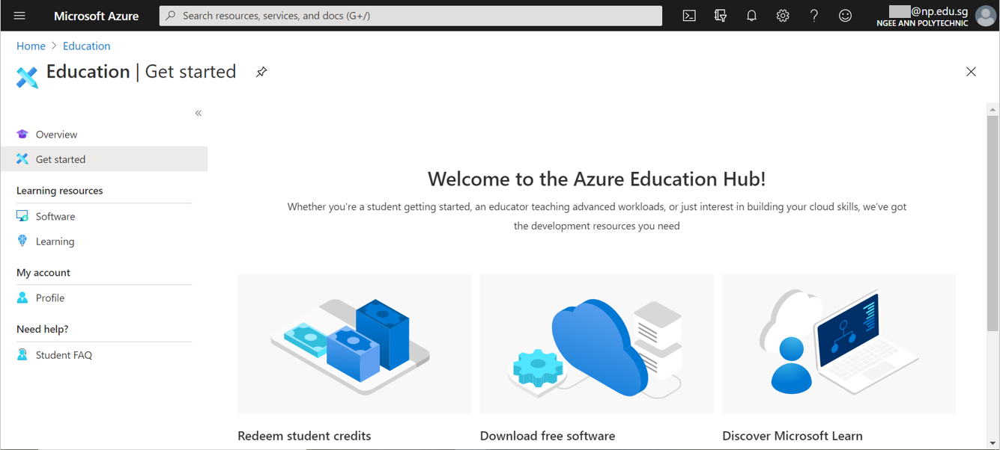 Microsoft Azure
Search resources, services, and docs (G+/)
@np.edu.sg
NGEE ANN POLYTECHNIC
Home > Education
Education | Get started
Overview
Get started
Learning resources
Software
Learning
My account
Profile
Need help?
Student FAQ
Welcome to the Azure Education Hub!
Whether you're a student getting started, an educator teaching advanced workloads, or just interest in building your cloud skills, we've got
the development resources you need
Redeem student credits
Download free software
Discover Microsoft Learn